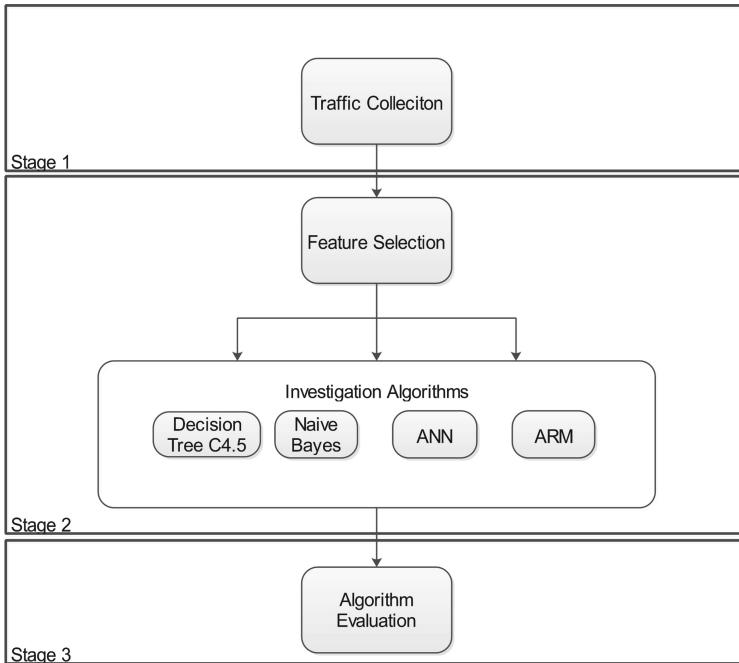 Traffic Colleciton
Stage 1
Feature Selection
Investigation Algorithms
Decision
Tree C4.5
Naive
Bayes
ANN
ARM
Stage 2
Algorithm
Evaluation
Stage 3